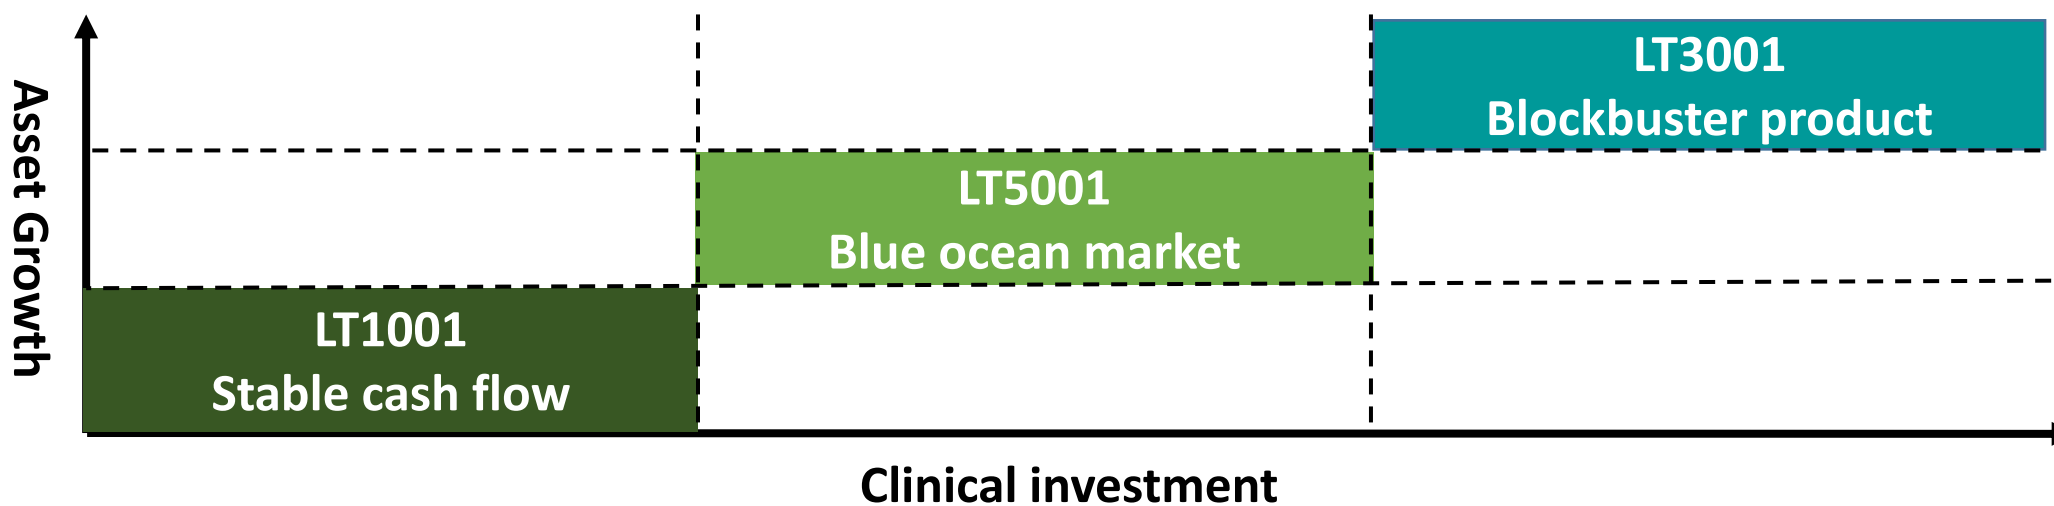 LT3001
Blockbuster product
LT5001
Blue ocean market
LT1001
Stable cash flow
Asset Growth
Clinical investment